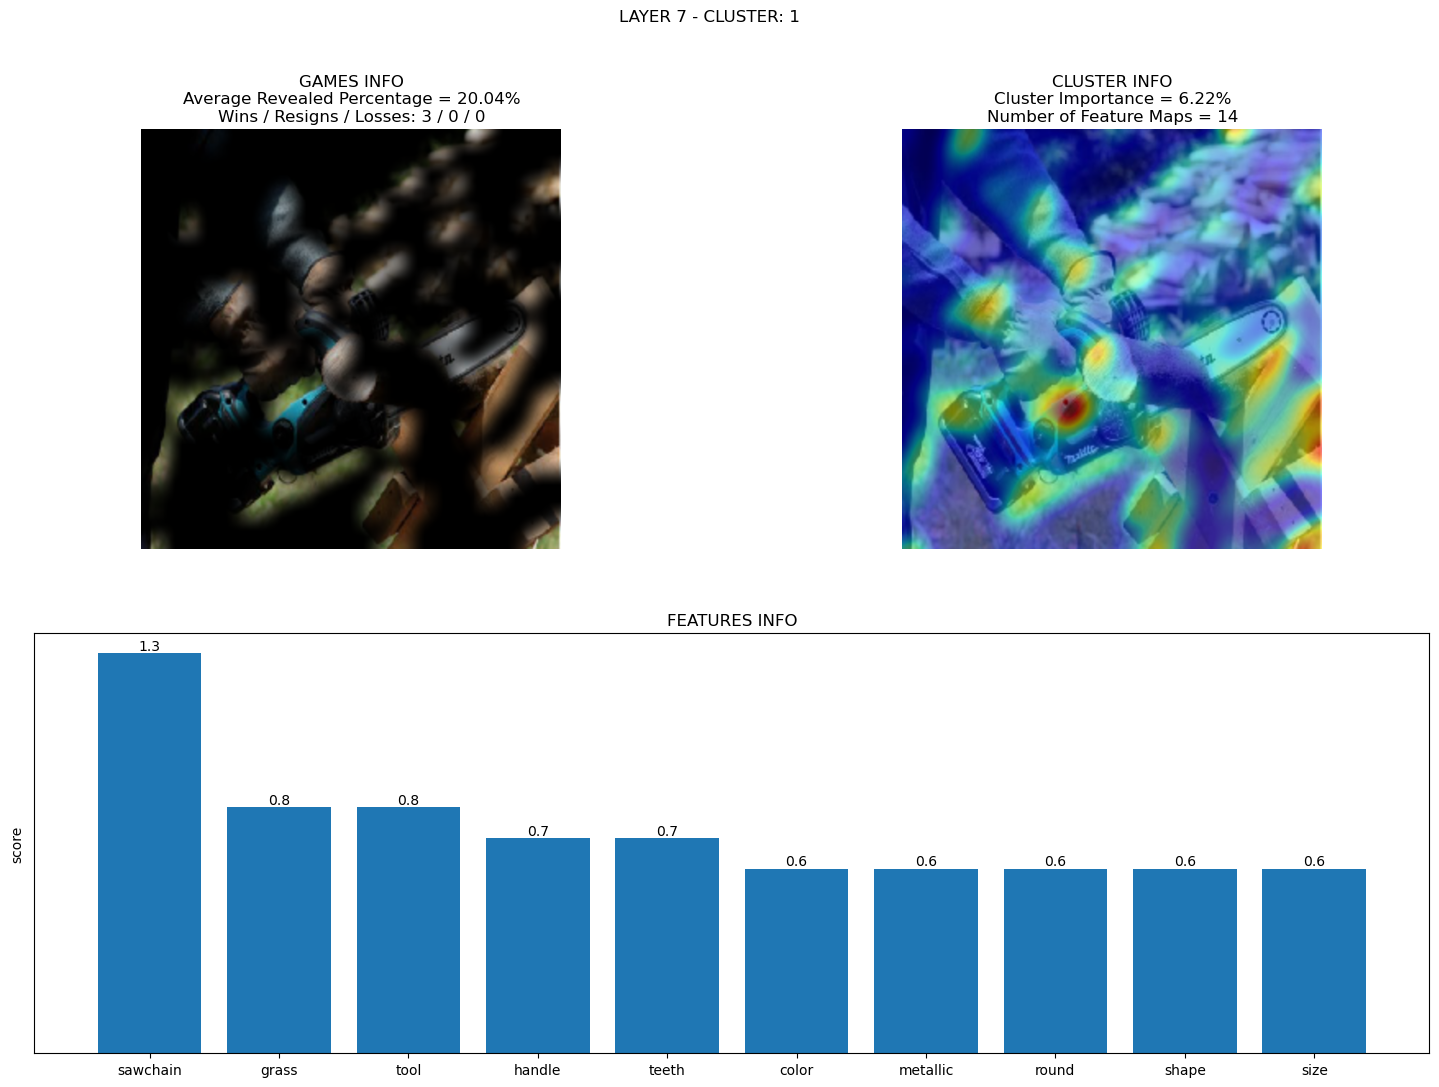 LAYER 7 - CLUSTER: 1
GAMES INFO
Average Revealed Percentage = 20.04%
Wins / Resigns / Losses: 3 / 0 / 0
CLUSTER INFO
Cluster Importance = 6.22%
Number of Feature Maps = 14
Makita
FEATURES INFO
score
1.3
0.8
0.8
0.7
0.7
0.6
0.6
0.6
0.6
0.6
sawchain
grass
tool
handle
teeth
color
metallic
round
shape
size